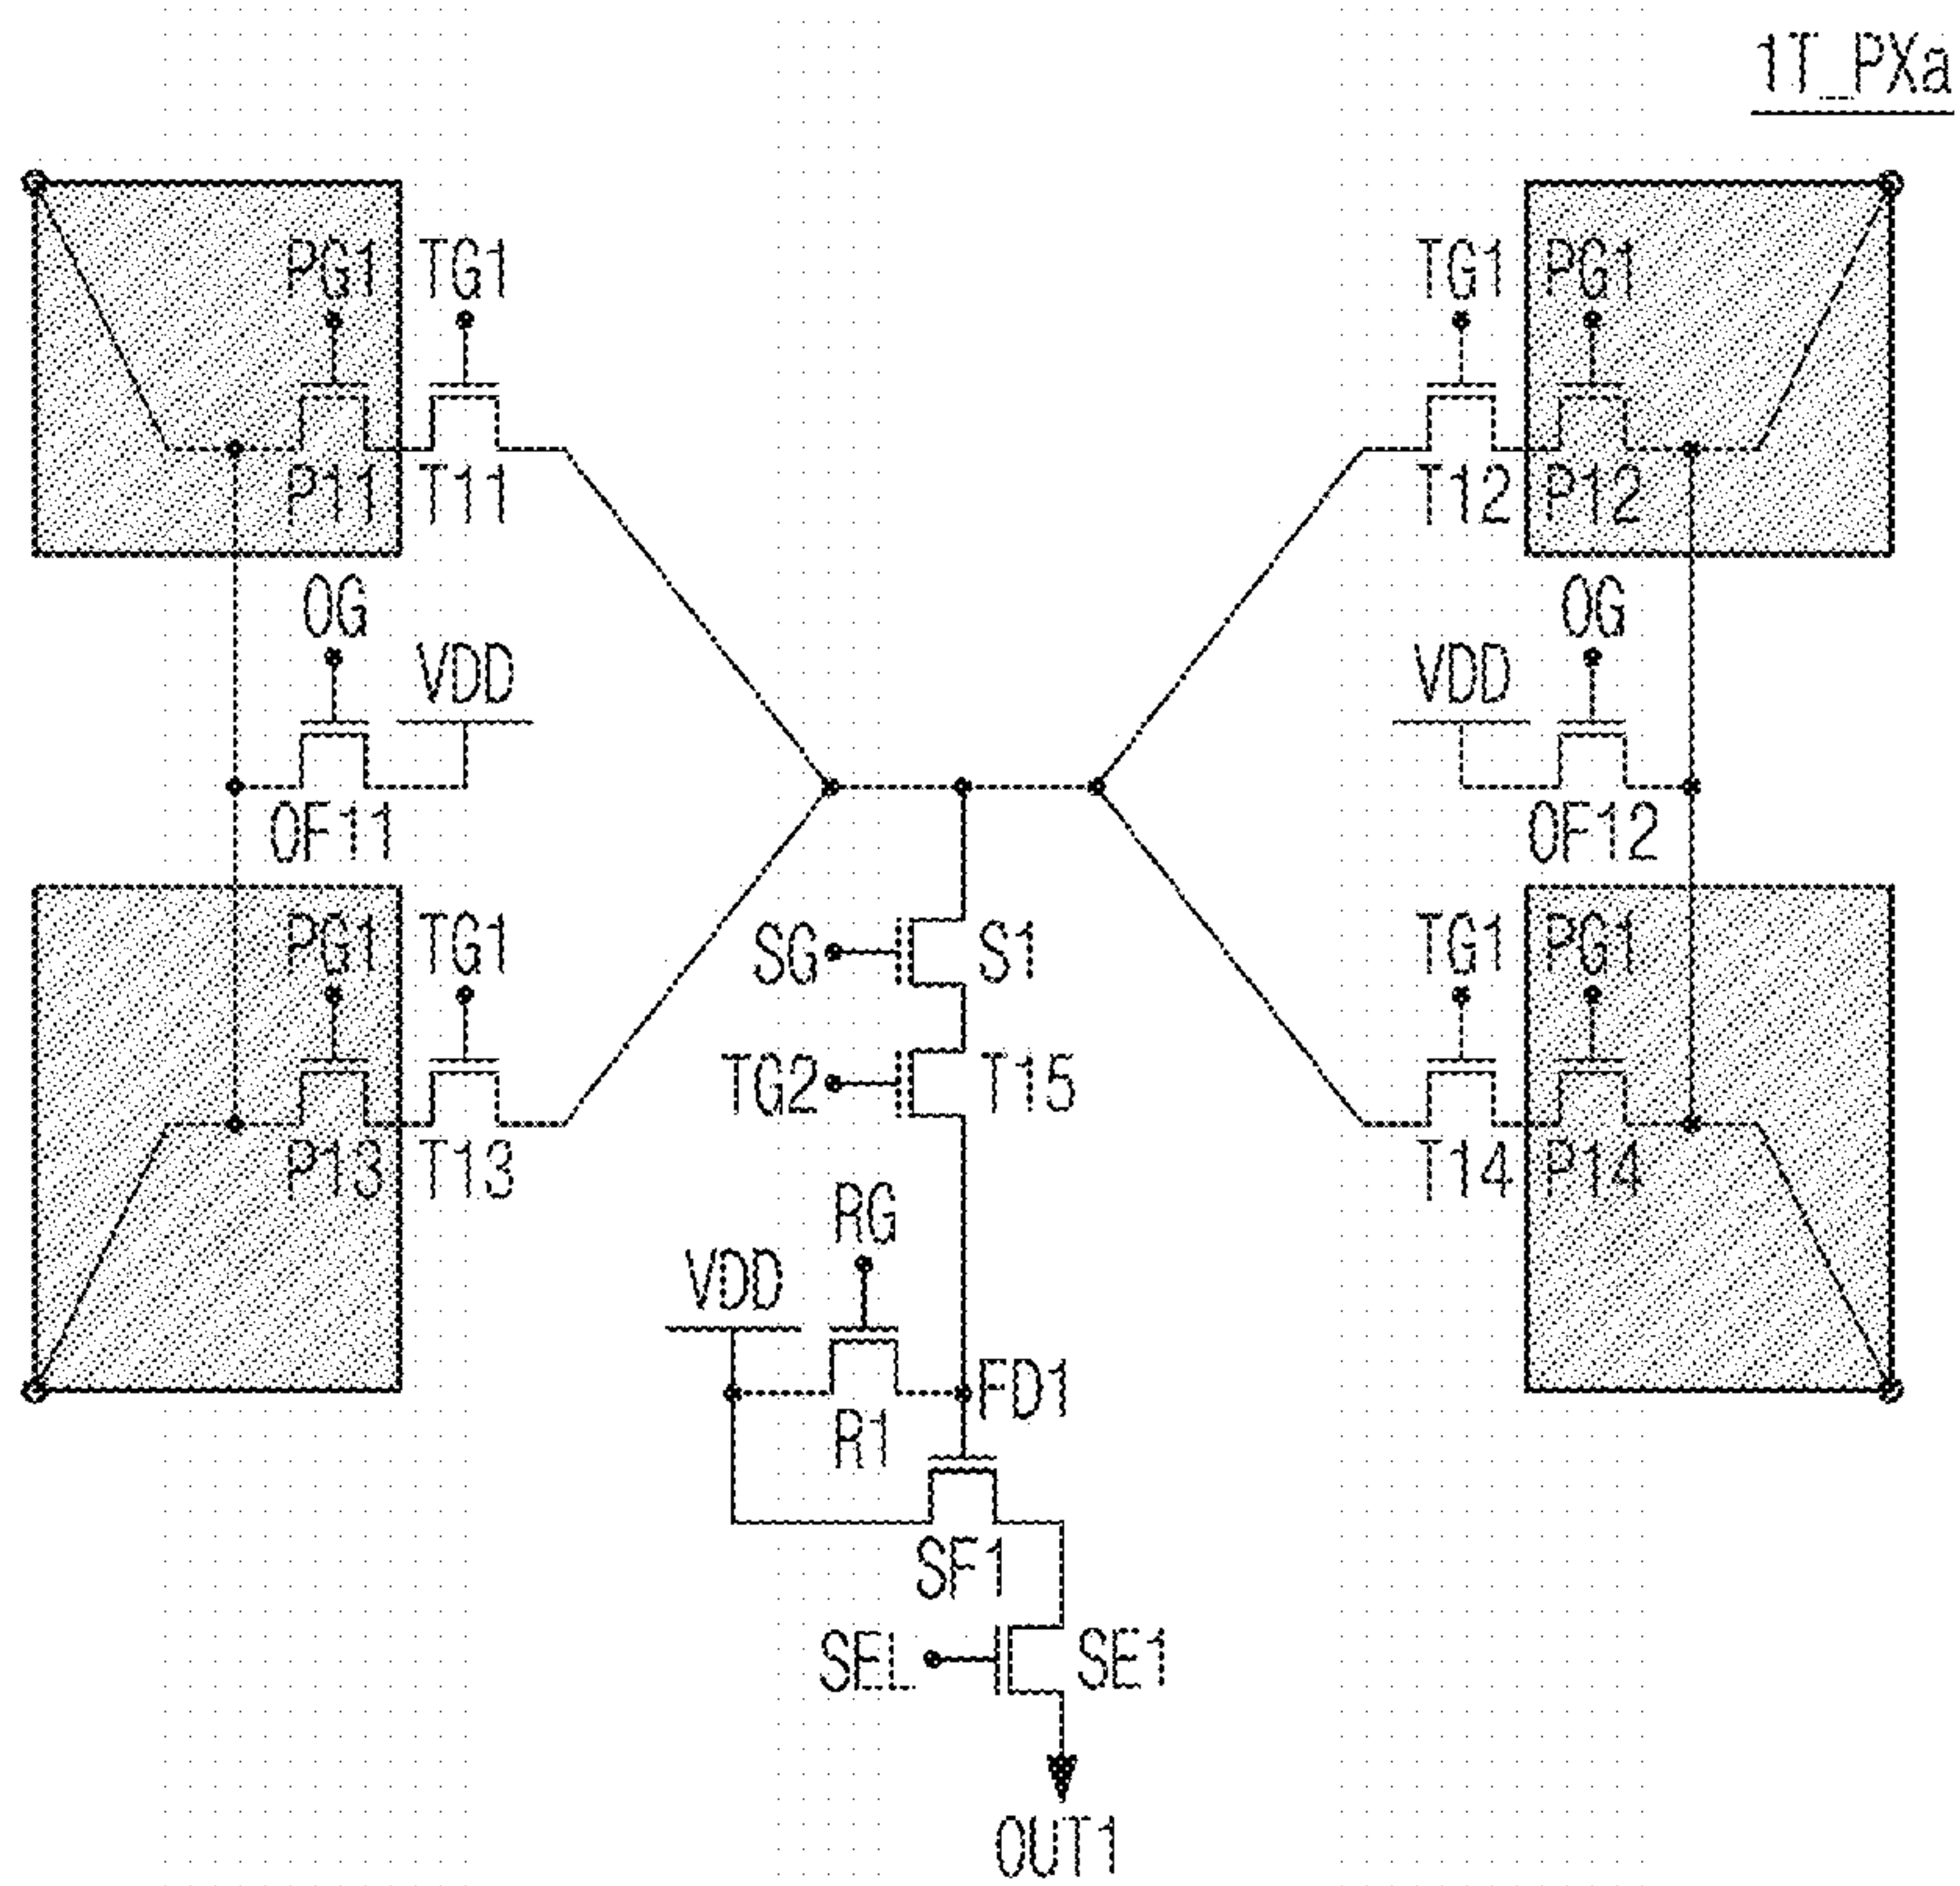 1T_PXa
PG1 TG1
TG1 PG1
P11 T11
T12 P12
OG
OG
VDD
VDD
OF11
OF12
PG1 TG1
SG
S1
TG1 PG1
TG2
T15
P13 T13
T14 P14
RG
VDD
FD1
R1
SF1
SEL
SE1
OUT1